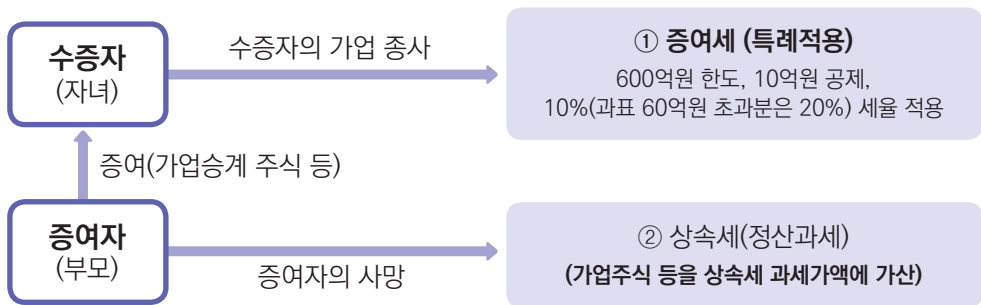 수증자
(자녀)
수증자의 가업 종사
① 증여세 (특례적용)
600억원 한도, 10억원 공제,
10%(과표 60억원 초과분은 20%) 세율 적용
증여(가업승계 주식 등)
증여자
(부모)
증여자의 사망
② 상속세(정산과세)
(가업주식 등을 상속세 과세가액에 가산)